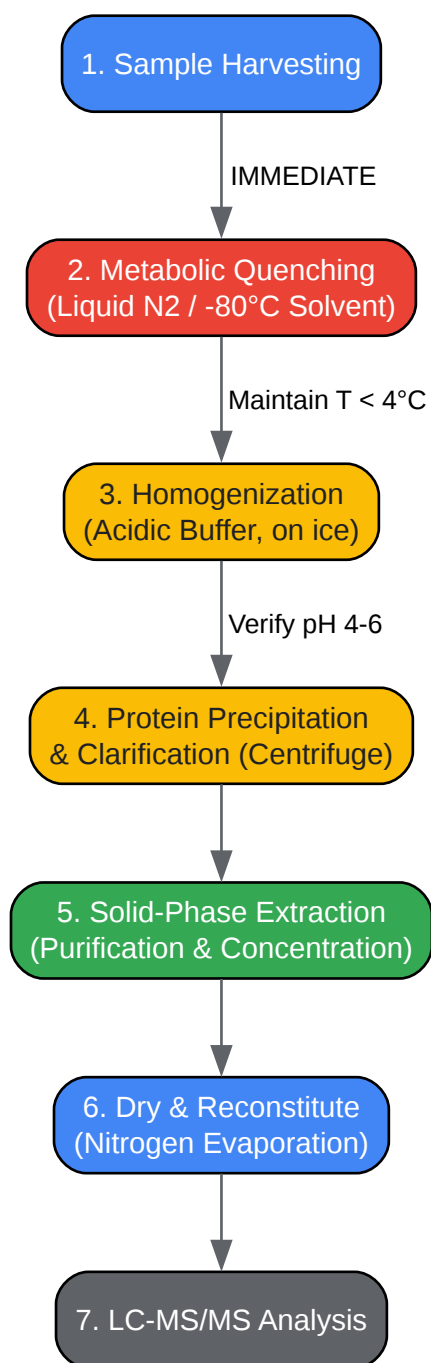 1. Sample Harvesting
IMMEDIATE
2. Metabolic Quenching
(Liquid N2 / -80°C Solvent)
Maintain T < 4°C
3. Homogenization
(Acidic Buffer, on ice)
Verify pH 4-6
4. Protein Precipitation
& Clarification (Centrifuge)
5. Solid-Phase Extraction
(Purification & Concentration)
6. Dry & Reconstitute
(Nitrogen Evaporation)
7. LC-MS/MS Analysis